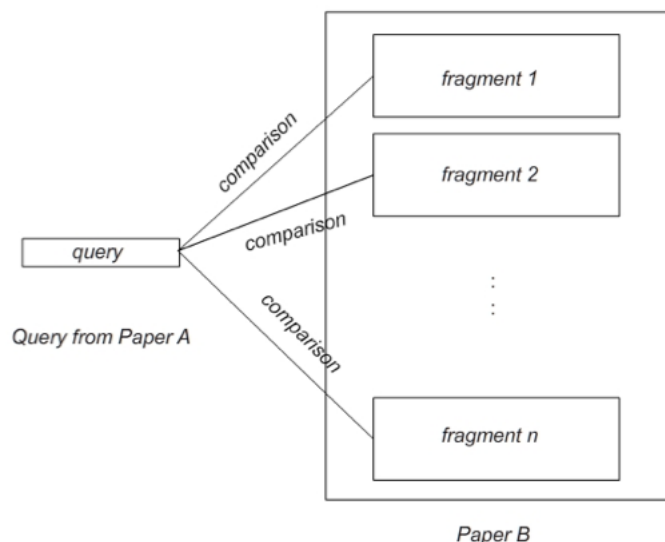 fragment 1
comparison
fragment 2
comparison
query
Query from Paper A
comparison
fragment n
Paper B